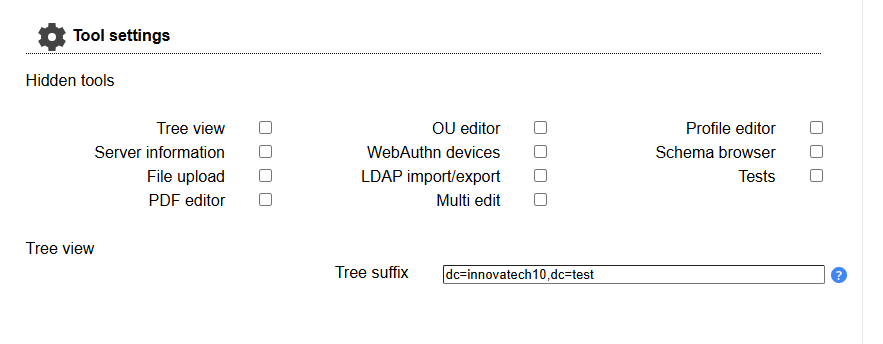 Tool settings
Hidden tools
Tree view OU editor Profile editor
Server information WebAuthn devices Schema browser
File upload LDAP import/export Tests
PDF editor Multi edit
Tree view
Tree suffix dc=innovatech10,dc=test ?